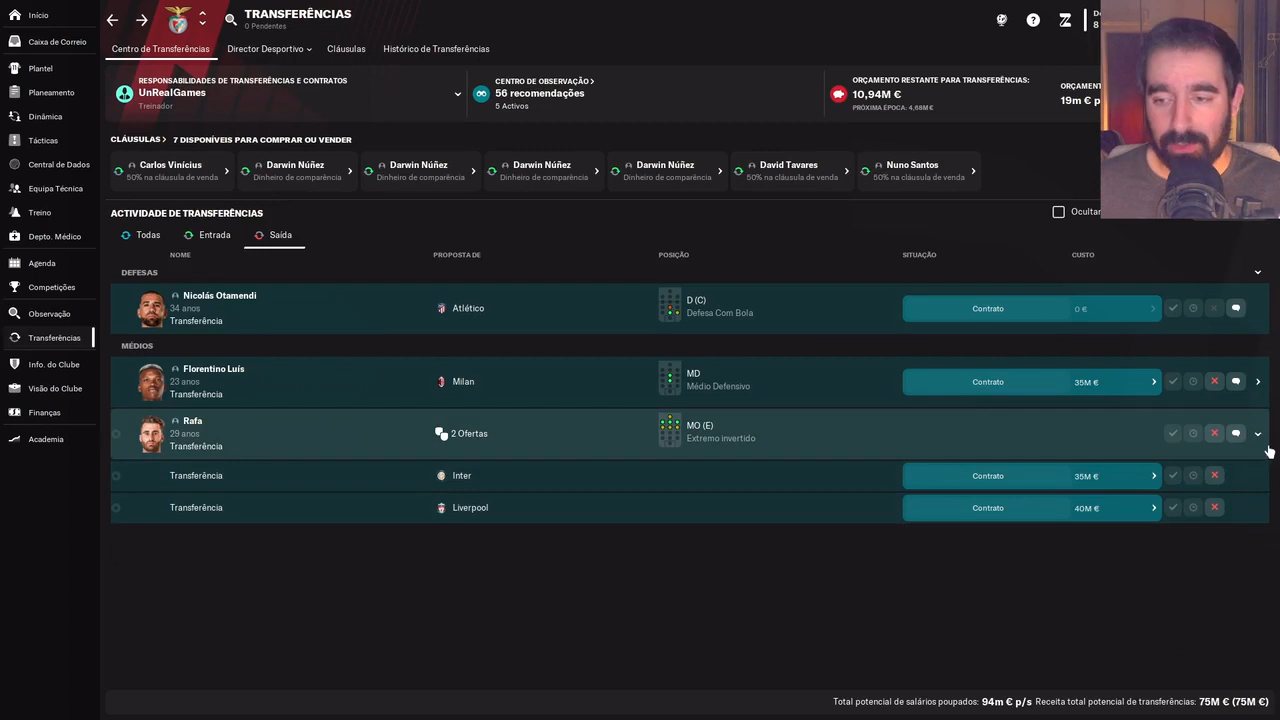 Início
Caixa de Correio
Plantel
Planeamento
Dinâmica
Tácticas
Central de Dados
Equipa Técnica
Treino
Depto. Médico
Agenda
Competições
Observação
Transferências
Info. do Clube
Visão do Clube
Finanças
Academia
TRANSFERÊNCIAS
0 Pendentes
Centro de Transferências
Director Desportivo
Cláusulas
Histórico de Transferências
RESPONSABILIDADES DE TRANSFERÊNCIAS E CONTRATOS
UnRealGames
Treinador
CENTRO DE OBSERVAÇÃO
56 recomendações
5 Activos
ORÇAMENTO RESTANTE PARA TRANSFERÊNCIAS:
10,94M €
PRÓXIMA ÉPOCA: 4,68M €
19m € p
CLÁUSULAS 7 DISPONÍVEIS PARA COMPRAR OU VENDER
Carlos Vinícius
50% na cláusula de venda
Darwin Núñez
Dinheiro de comparência
Darwin Núñez
Dinheiro de comparência
Darwin Núñez
Dinheiro de comparência
Darwin Núñez
Dinheiro de comparência
David Tavares
50% na cláusula de venda
Nuno Santos
50% na cláusula de venda
ACTIVIDADE DE TRANSFERÊNCIAS
Ocultar
Todas Entrada Saída
NOME PROPOSTA DE POSIÇÃO SITUAÇÃO CUSTO
DEFESAS
Nicolás Otamendi
34 anos
Transferência
Atlético
D (C)
Defesa Com Bola
Contrato 0 €
MÉDIOS
Florentino Luís
23 anos
Transferência
Milan
MD
Médio Defensivo
Contrato 35M €
Rafa
29 anos
Transferência
2 Ofertas
MO (E)
Extremo invertido
Transferência Inter Contrato 35M €
Transferência Liverpool Contrato 40M €
Total potencial de salários poupados: 94m € p/s Receita total potencial de transferências: 75M € (75M €)